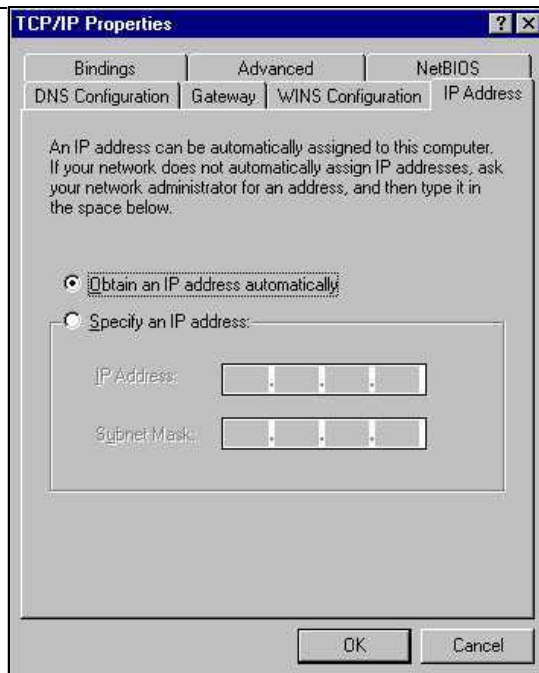 TCP/IP Properties
Bindings Advanced NetBIOS
DNS Configuration Gateway WINS Configuration IP Address
An IP address can be automatically assigned to this computer.
If your network does not automatically assign IP addresses, ask
your network administrator for an address, and then type it in
the space below.
Obtain an IP address automatically
Specify an IP address:
IP Address:
. . .
Subnet Mask:
. . .
OK Cancel